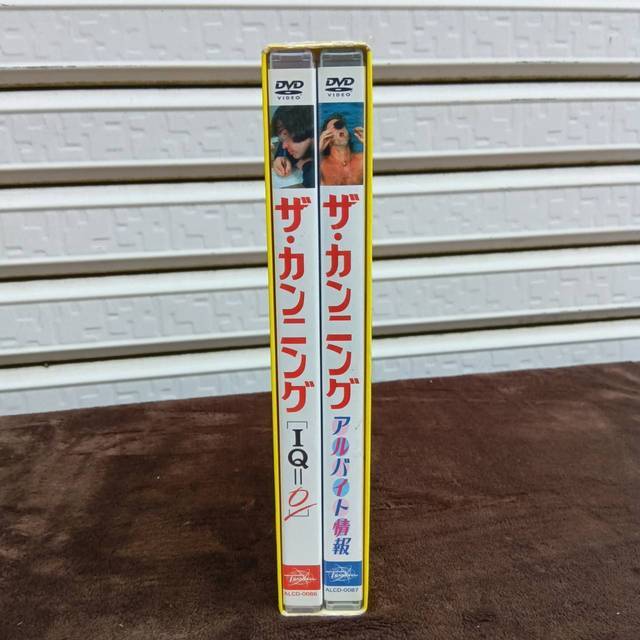 DVD
VIDEO
ザ・カンニング
[IQ=0]
ALCD-0086
DVD
VIDEO
ザ・カンニング
アルバイト情報
ALCD-0087